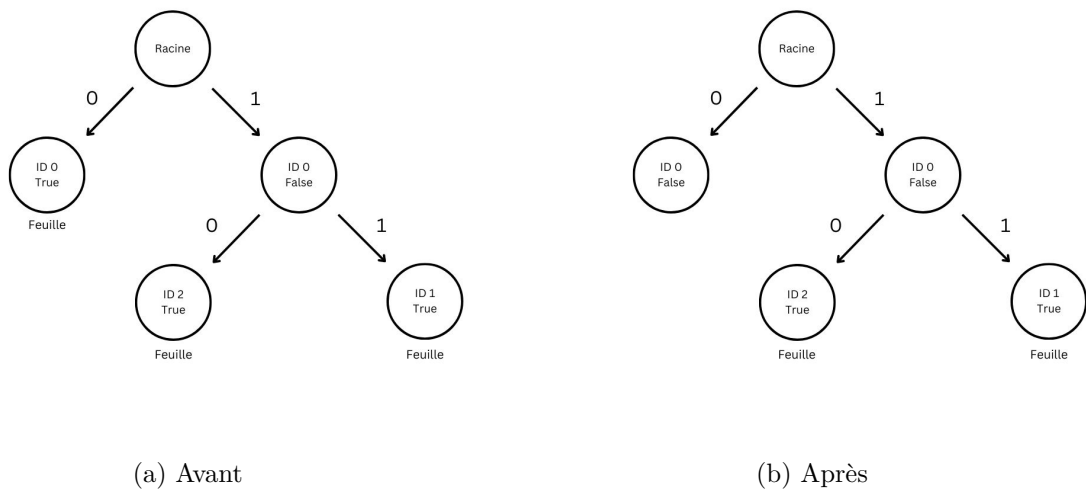 Racine
0
1
ID 0
True
Feuille
ID 0
False
0
1
ID 2
True
Feuille
ID 1
True
Feuille
(a) Avant
Racine
0
1
ID 0
False
ID 0
False
0
1
ID 2
True
Feuille
ID 1
True
Feuille
(b) Après